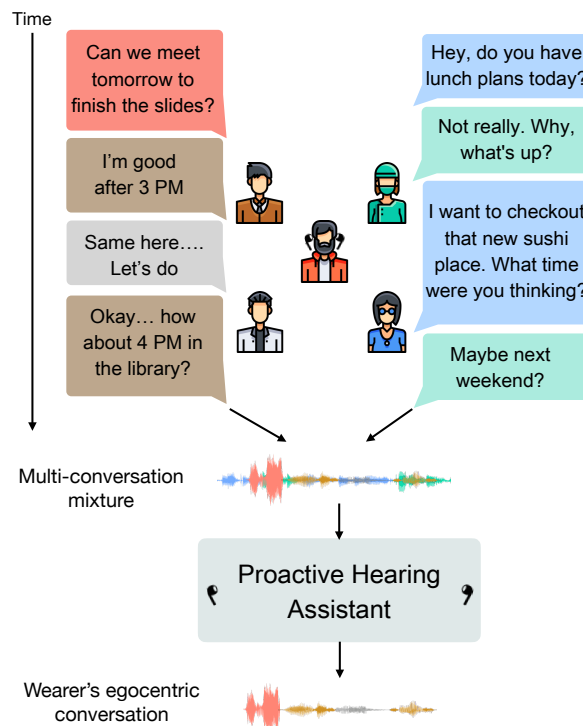 Time
Can we meet
tomorrow to
finish the slides?
I'm good
after 3 PM
Same here....
Let's do
Okay... how
about 4 PM in
the library?
Hey, do you have
lunch plans today?
Not really. Why,
what's up?
I want to checkout
that new sushi
place. What time
were you thinking?
Maybe next
weekend?
Multi-conversation
mixture
Proactive Hearing
Assistant
Wearer's egocentric
conversation